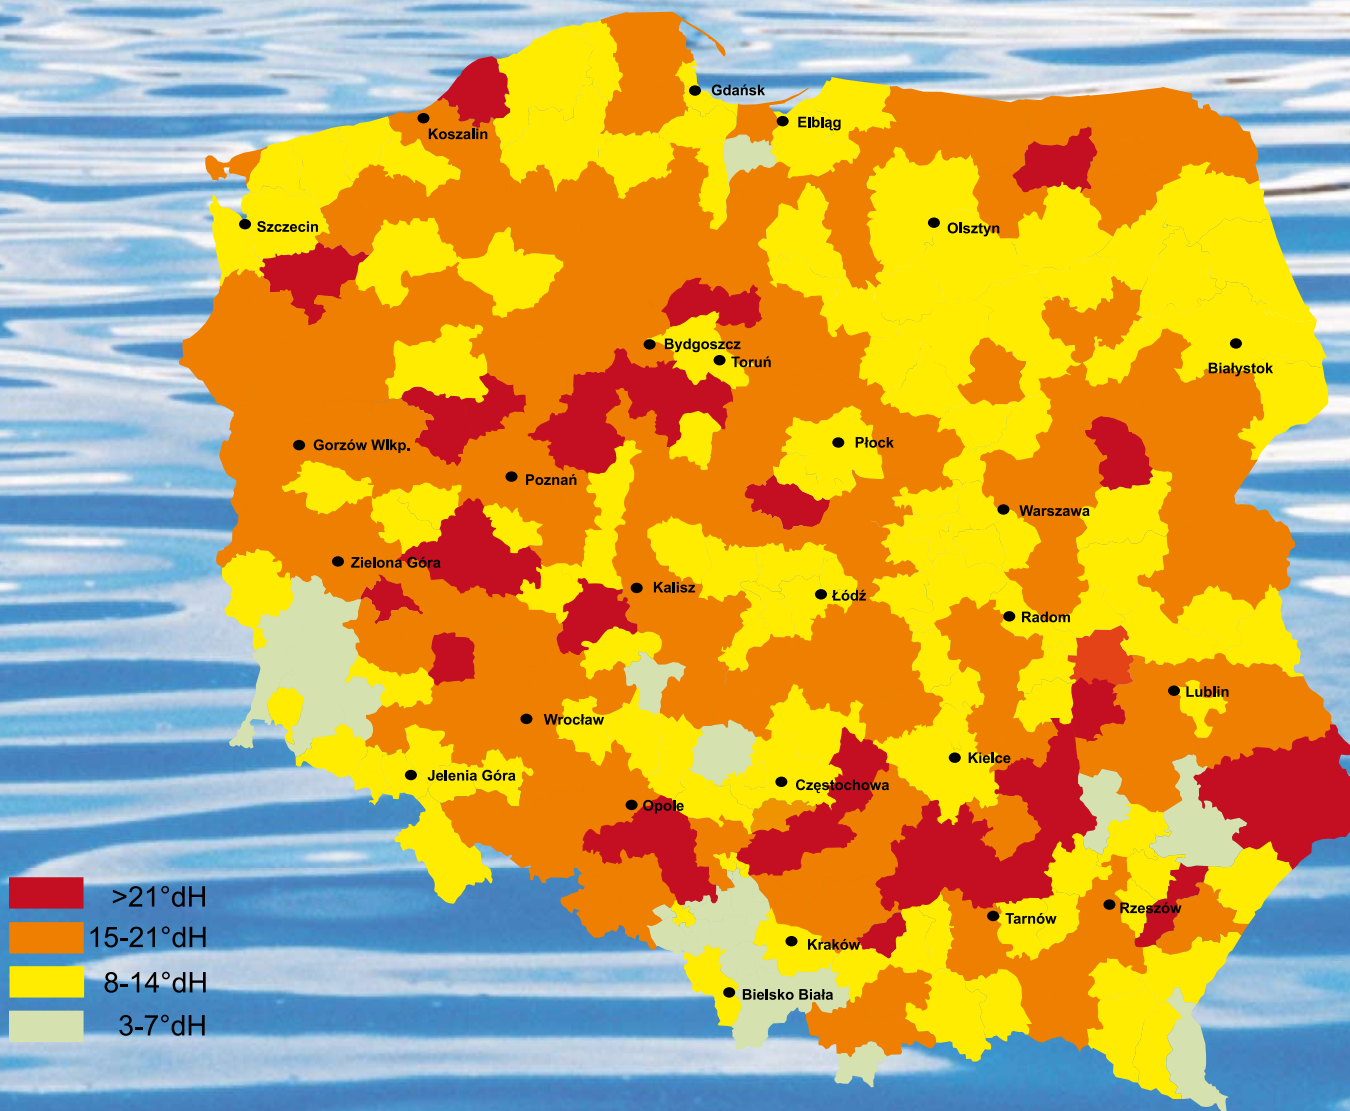 Gdańsk
Elbląg
Koszalin
Szczecin
Olsztyn
Bydgoszcz
Toruń
Białystok
Gorzów Wlkp.
Płock
Poznań
Warszawa
Zielona Góra
Kalisz
Łódź
Radom
Lublin
Wrocław
Kielce
Jelenia Góra
Częstochowa
Opole
>21°dH
15-21°dH
8-14°dH
3-7°dH
Rzeszów
Tarnów
Kraków
Bielsko Biała